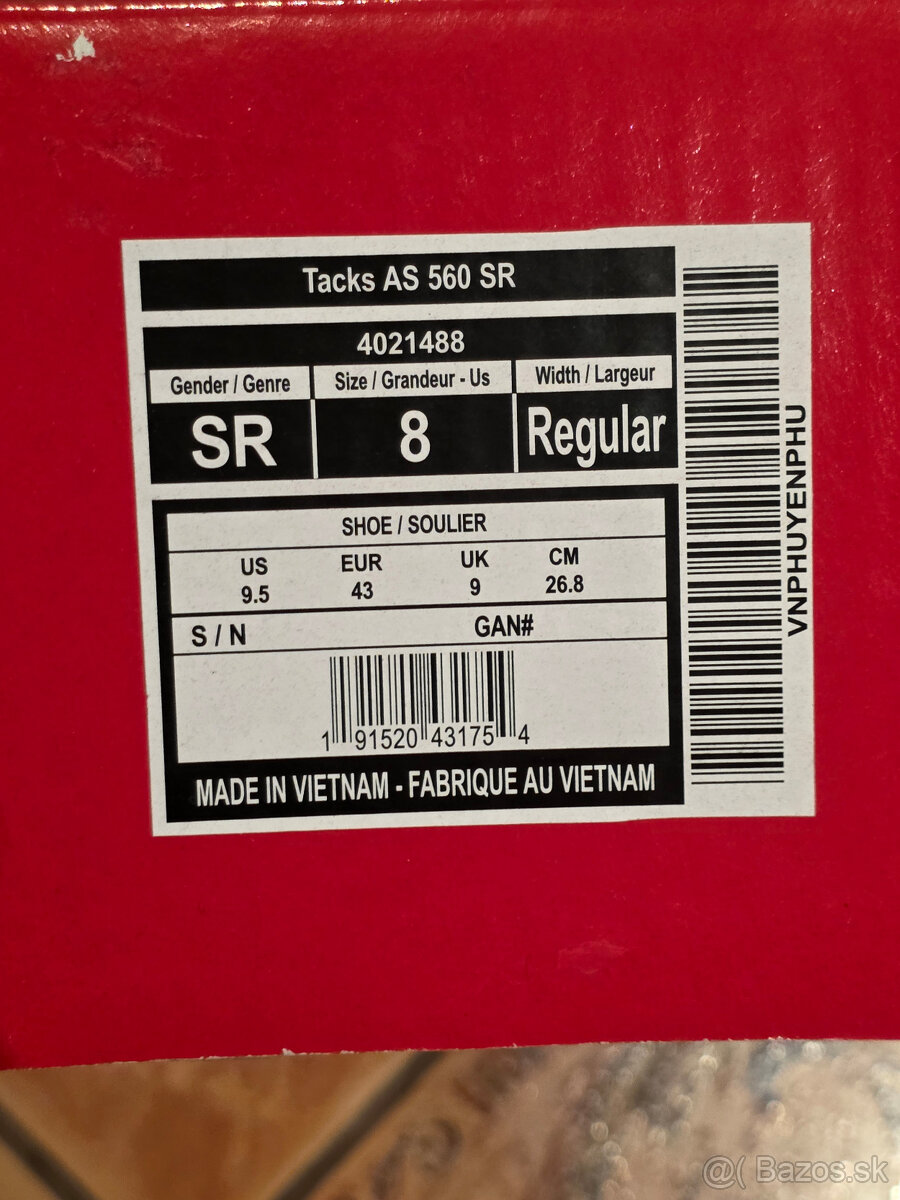 Tacks AS 560 SR
4021488
Gender / Genre Size / Grandeur - Us Width / Largeur
SR 8 Regular
SHOE / SOULIER
US EUR UK CM
9.5 43 9 26.8
S / N GAN#
1 91520 43175 4
MADE IN VIETNAM - FABRIQUE AU VIETNAM
VNPHUYENPHU
@( Bazos.sk